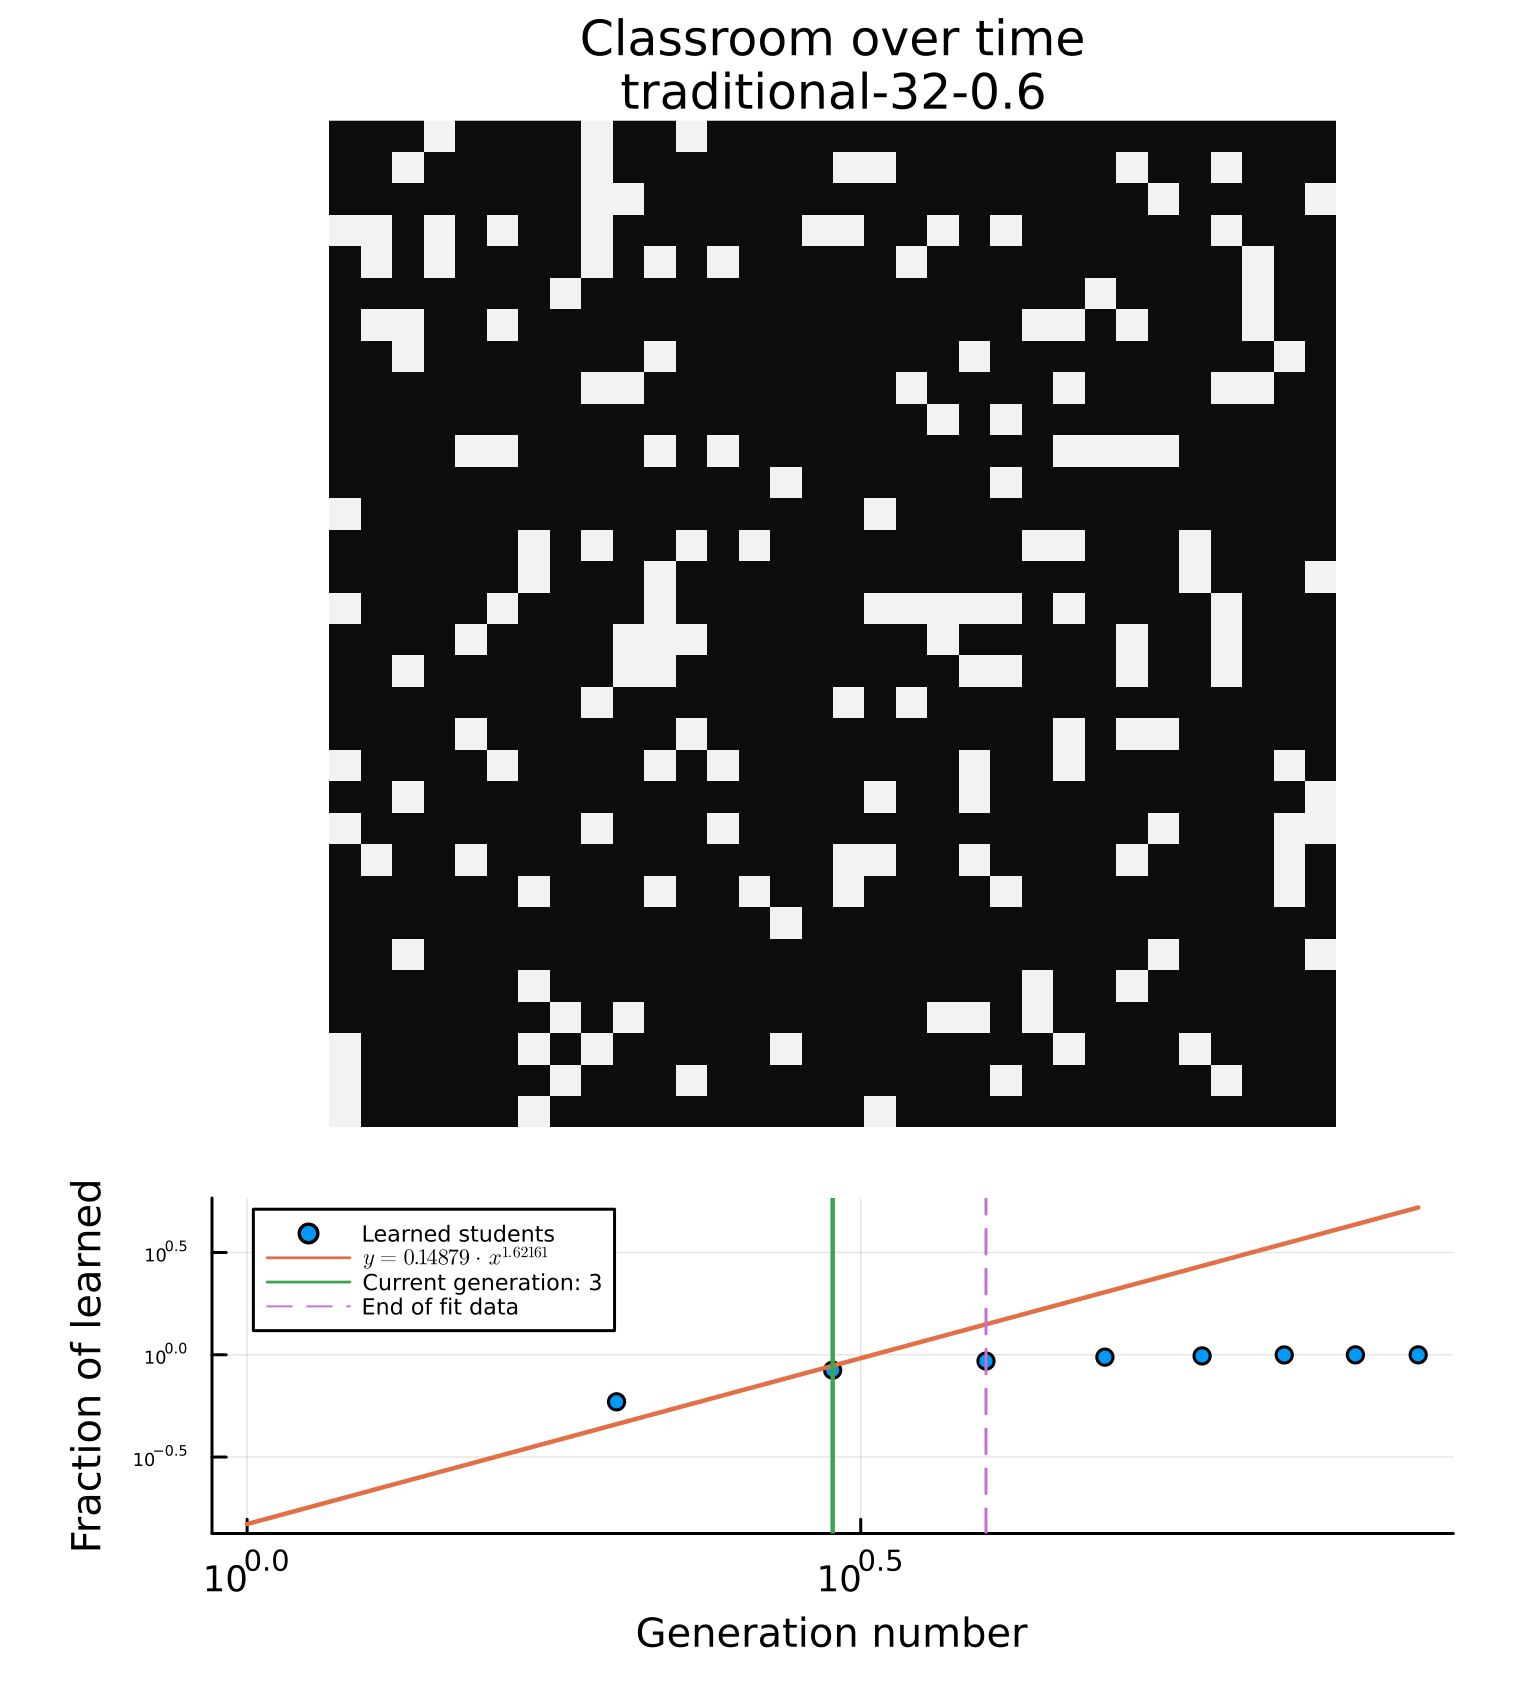 Classroom over time
traditional-32-0.6
Fraction of learned
10^0.5
10^0.0
10^−0.5
Learned students
y = 0.14879 · x^1.62161
Current generation: 3
End of fit data
10^0.0
10^0.5
Generation number